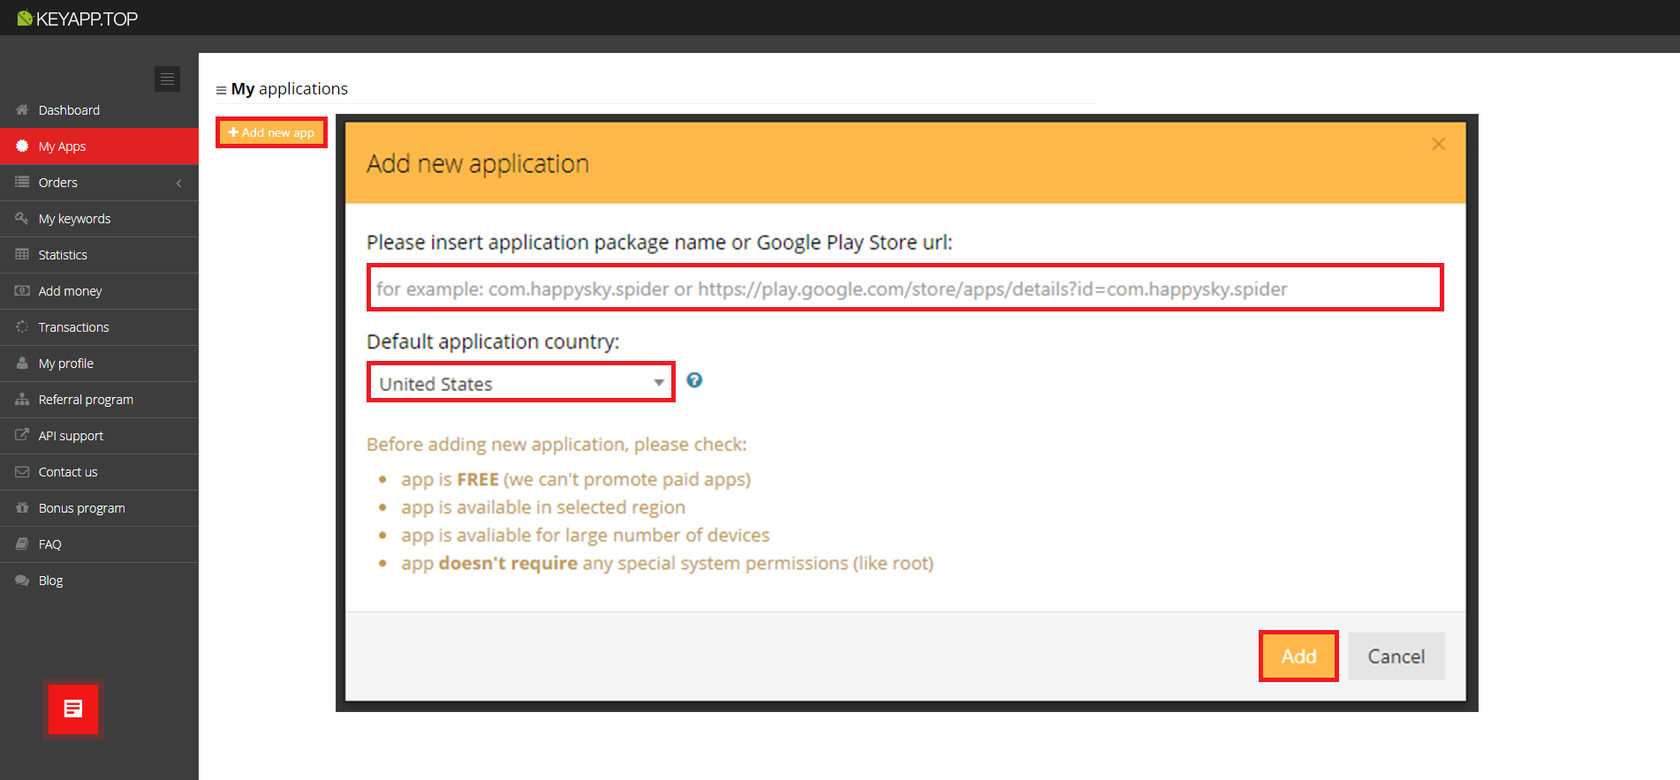 KEYAPP.TOP
Dashboard
My Apps
Orders
My keywords
Statistics
Add money
Transactions
My profile
Referral program
API support
Contact us
Bonus program
FAQ
Blog
My applications
Add new app
Add new application
Please insert application package name or Google Play Store url:
for example: com.happysky.spider or https://play.google.com/store/apps/details?id=com.happysky.spider
Default application country:
United States
Before adding new application, please check:
app is FREE (we can't promote paid apps)
app is available in selected region
app is avaliable for large number of devices
app doesn't require any special system permissions (like root)
Add
Cancel